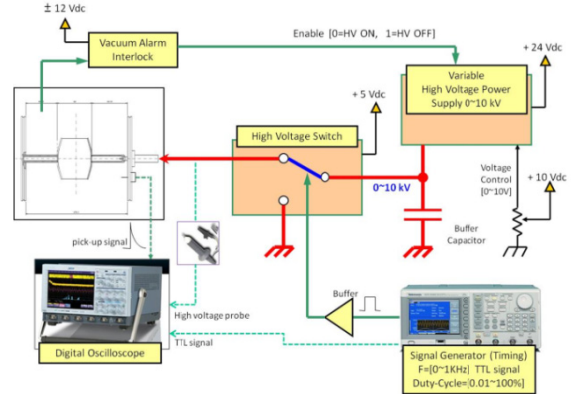 ± 12 Vdc
Vacuum Alarm
Interlock
Enable [0=HV ON, 1=HV OFF]
+ 24 Vdc
Variable
High Voltage Power
Supply 0~10 kV
+ 5 Vdc
High Voltage Switch
0~10 kV
Voltage
Control
[0~10V]
+ 10 Vdc
Buffer
Capacitor
pick-up signal
High voltage probe
TTL signal
Digital Oscilloscope
Buffer
Signal Generator (Timing)
F=[0~1KHz] TTL signal
Duty-Cycle=[0.01~100%]